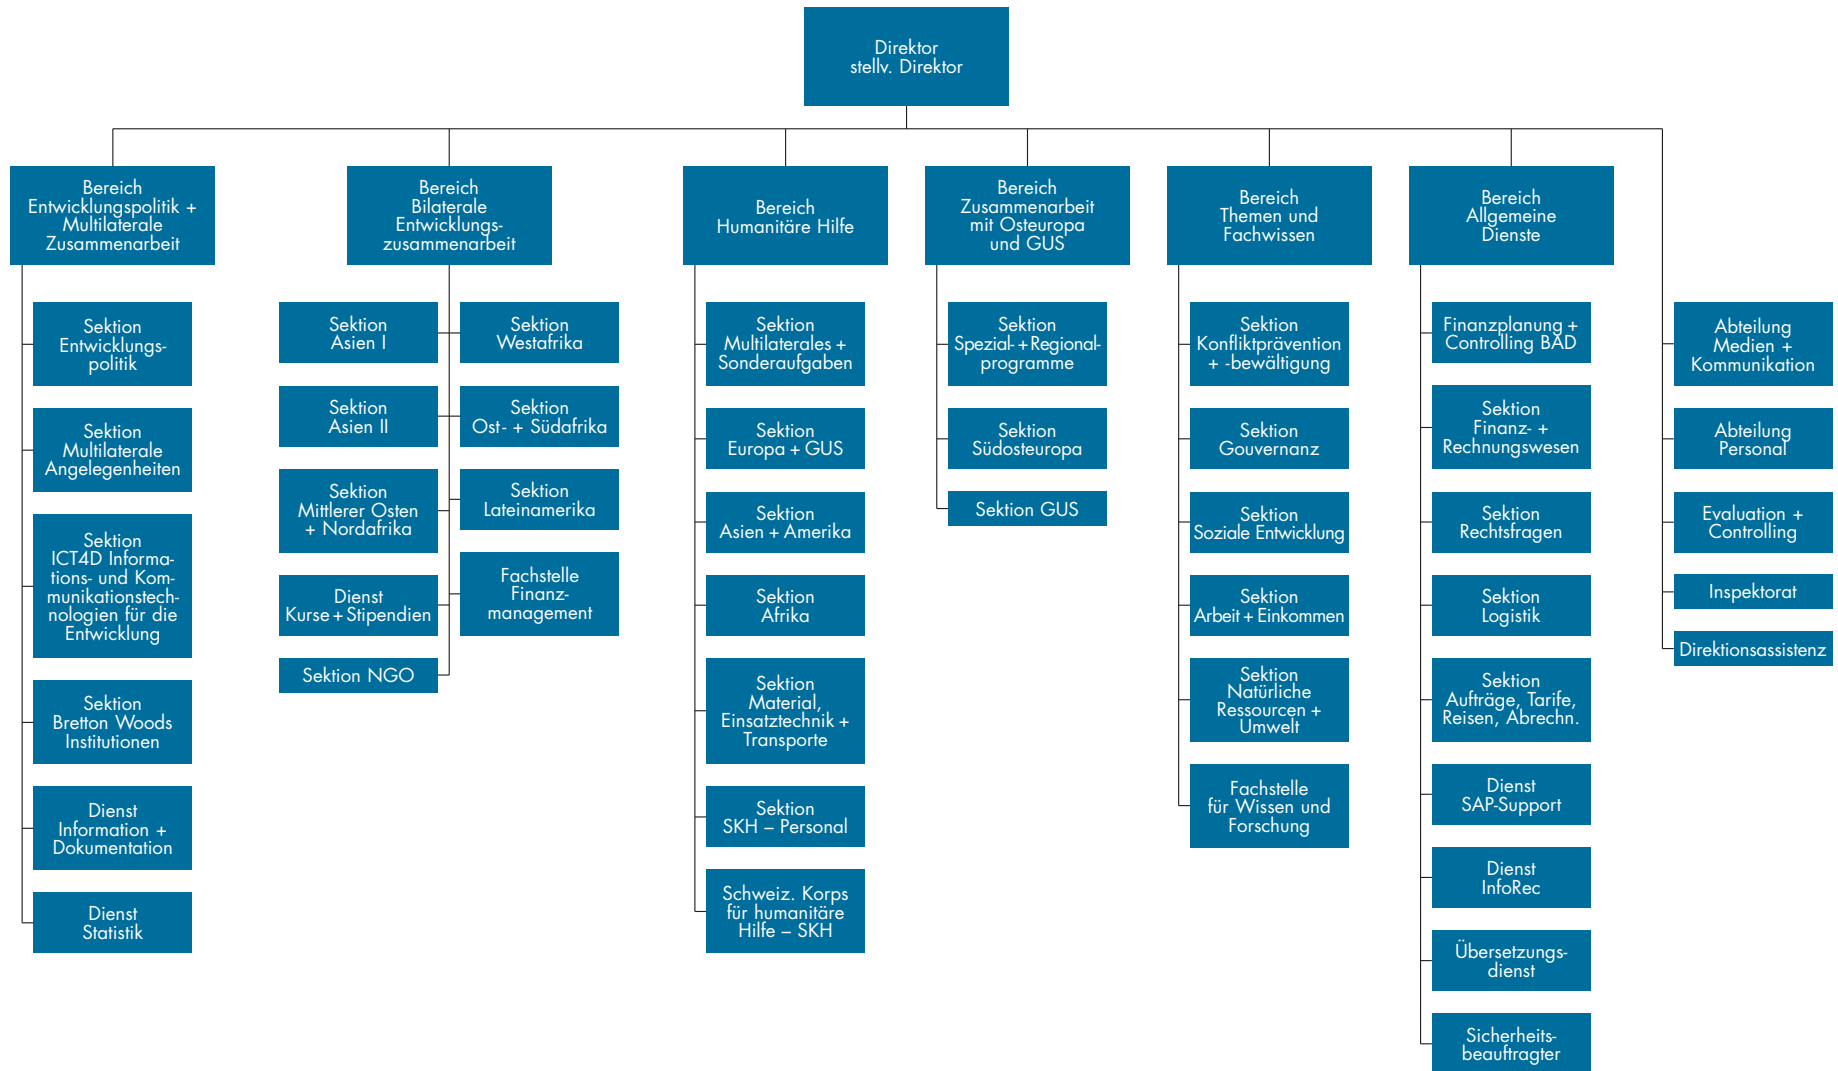 Direktor
stellv. Direktor
Bereich
Entwicklungspolitik +
Multilaterale
Zusammenarbeit
Sektion
Entwicklungs-
politik
Sektion
Multilaterale
Angelegenheiten
Sektion
ICT4D Informa-
tions- und Kom-
munikationstech-
nologien für die
Entwicklung
Sektion
Bretton Woods
Institutionen
Dienst
Information +
Dokumentation
Dienst
Statistik
Bereich
Bilaterale
Entwicklungs-
zusammenarbeit
Sektion
Asien I
Sektion
Asien II
Sektion
Mittlerer Osten
+ Nordafrika
Dienst
Kurse + Stipendien
Sektion NGO
Sektion
Westafrika
Sektion
Ost- + Südafrika
Sektion
Lateinamerika
Fachstelle
Finanz-
management
Bereich
Humanitäre Hilfe
Sektion
Multilaterales +
Sonderaufgaben
Sektion
Europa + GUS
Sektion
Asien + Amerika
Sektion
Afrika
Sektion
Material,
Einsatztechnik +
Transporte
Sektion
SKH – Personal
Schweiz. Korps
für humanitäre
Hilfe – SKH
Bereich
Zusammenarbeit
mit Osteuropa
und GUS
Sektion
Spezial- + Regional-
programme
Sektion
Südosteuropa
Sektion GUS
Bereich
Themen und
Fachwissen
Sektion
Konfliktprävention
+ -bewältigung
Sektion
Gouvernanz
Sektion
Soziale Entwicklung
Sektion
Arbeit + Einkommen
Sektion
Natürliche
Ressourcen +
Umwelt
Fachstelle
für Wissen und
Forschung
Bereich
Allgemeine
Dienste
Finanzplanung +
Controlling BAD
Sektion
Finanz- +
Rechnungswesen
Sektion
Rechtsfragen
Sektion
Logistik
Sektion
Aufträge, Tarife,
Reisen, Abrechn.
Dienst
SAP-Support
Dienst
InfoRec
Übersetzungs-
dienst
Sicherheits-
beauftragter
Abteilung
Medien +
Kommunikation
Abteilung
Personal
Evaluation +
Controlling
Inspektorat
Direktionsassistenz